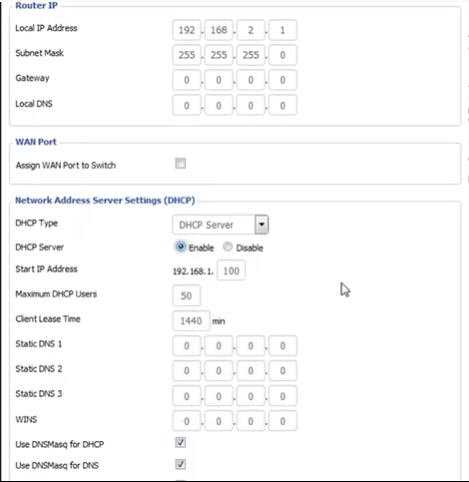 Router IP
Local IP Address 192 . 168 . 2 . 1
Subnet Mask 255 . 255 . 255 . 0
Gateway 0 . 0 . 0 . 0
Local DNS 0 . 0 . 0 . 0
WAN Port
Assign WAN Port to Switch
Network Address Server Settings (DHCP)
DHCP Type DHCP Server
DHCP Server Enable Disable
Start IP Address 192.168.1. 100
Maximum DHCP Users 50
Client Lease Time 1440 min
Static DNS 1 0 . 0 . 0 . 0
Static DNS 2 0 . 0 . 0 . 0
Static DNS 3 0 . 0 . 0 . 0
WINS 0 . 0 . 0 . 0
Use DNSMasq for DHCP
Use DNSMasq for DNS